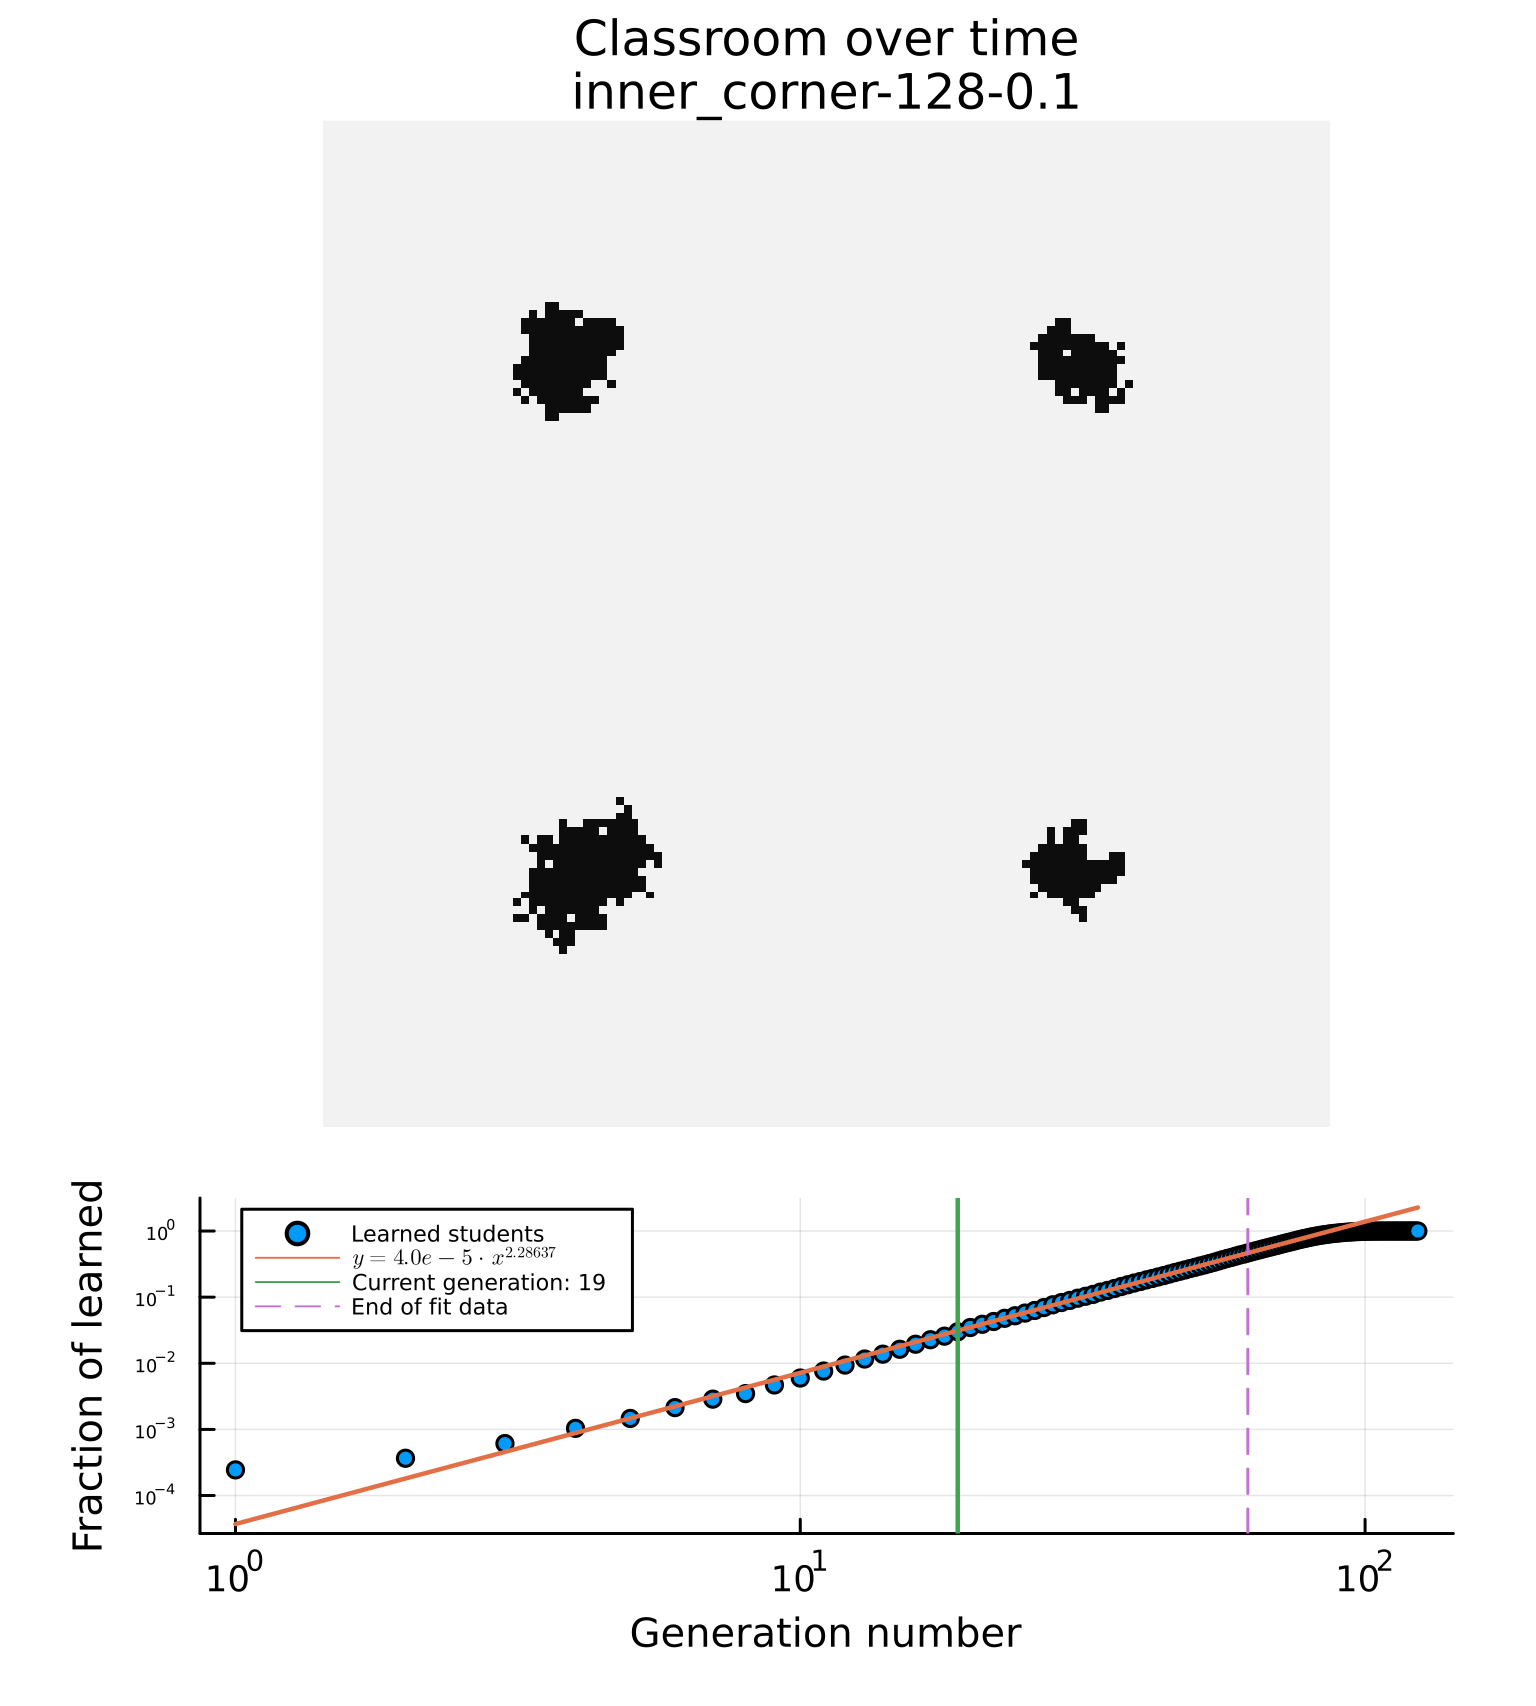 Classroom over time
inner_corner-128-0.1
Fraction of learned
10^0
10^-1
10^-2
10^-3
10^-4
Learned students
y = 4.0e − 5 · x^2.28637
Current generation: 19
End of fit data
10^0 10^1 10^2
Generation number